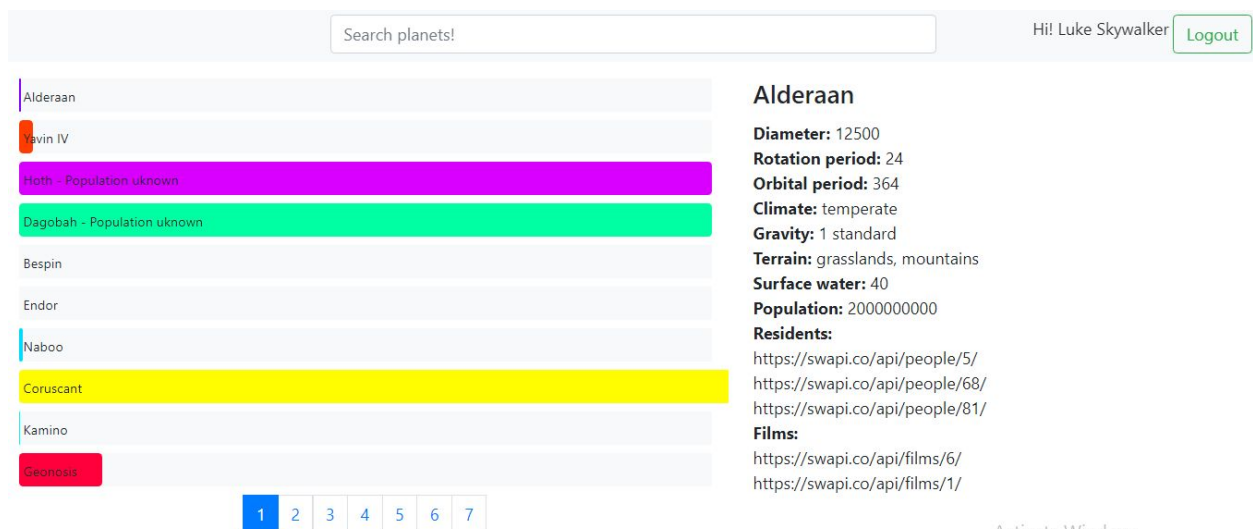 Search planets!
Hi! Luke Skywalker Logout
Alderaan
Yavin IV
Hoth - Population uknown
Dagobah - Population uknown
Bespin
Endor
Naboo
Coruscant
Kamino
Geonosis
1 2 3 4 5 6 7
Alderaan
Diameter: 12500
Rotation period: 24
Orbital period: 364
Climate: temperate
Gravity: 1 standard
Terrain: grasslands, mountains
Surface water: 40
Population: 2000000000
Residents:
https://swapi.co/api/people/5/
https://swapi.co/api/people/68/
https://swapi.co/api/people/81/
Films:
https://swapi.co/api/films/6/
https://swapi.co/api/films/1/